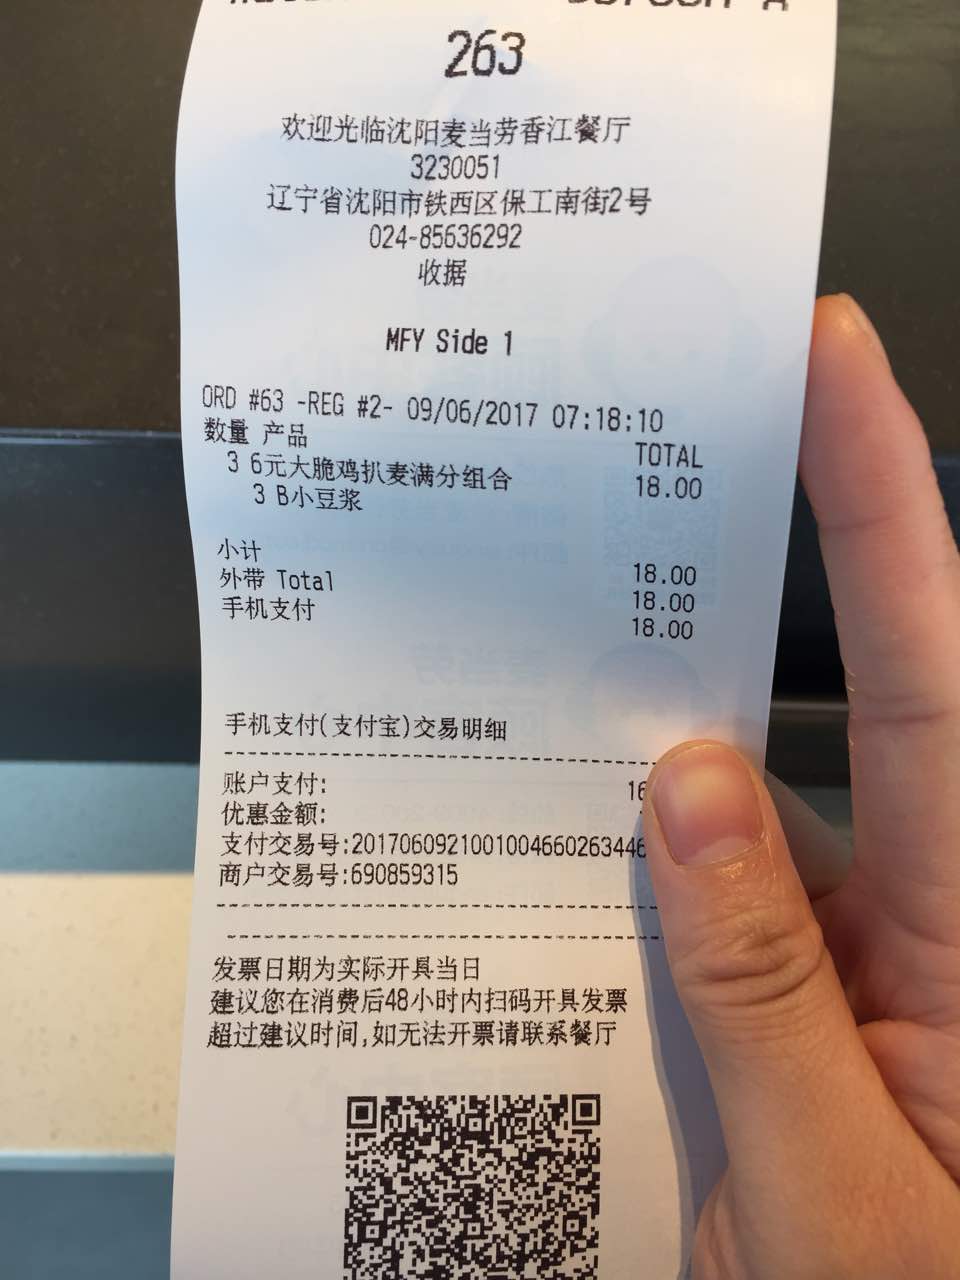 263
欢迎光临沈阳麦当劳香江餐厅
3230051
辽宁省沈阳市铁西区保工南街2号
024-85636292
收据
MFY Side 1
ORD #63 -REG #2- 09/06/2017 07:18:10
数量 产品 TOTAL
3 6元大脆鸡扒麦满分组合 18.00
3 B小豆浆
小计 18.00
外带 Total 18.00
手机支付 18.00
手机支付(支付宝)交易明细
账户支付:
优惠金额:
支付交易号:2017060921001004660263446
商户交易号:690859315
发票日期为实际开具当日
建议您在消费后48小时内扫码开具发票
超过建议时间,如无法开票请联系餐厅